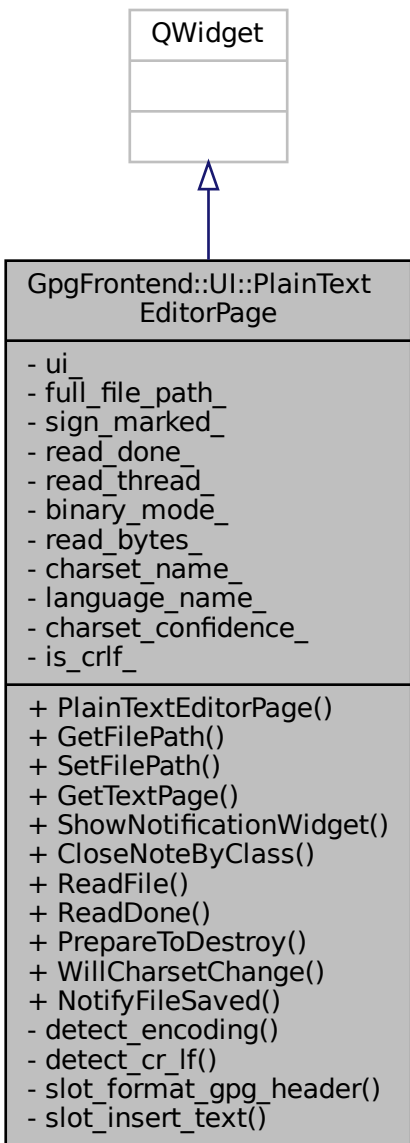 QWidget
GpgFrontend::UI::PlainText
EditorPage
- ui_
- full_file_path_
- sign_marked_
- read_done_
- read_thread_
- binary_mode_
- read_bytes_
- charset_name_
- language_name_
- charset_confidence_
- is_crlf_
+ PlainTextEditorPage()
+ GetFilePath()
+ SetFilePath()
+ GetTextPage()
+ ShowNotificationWidget()
+ CloseNoteByClass()
+ ReadFile()
+ ReadDone()
+ PrepareToDestroy()
+ WillCharsetChange()
+ NotifyFileSaved()
- detect_encoding()
- detect_cr_lf()
- slot_format_gpg_header()
- slot_insert_text()